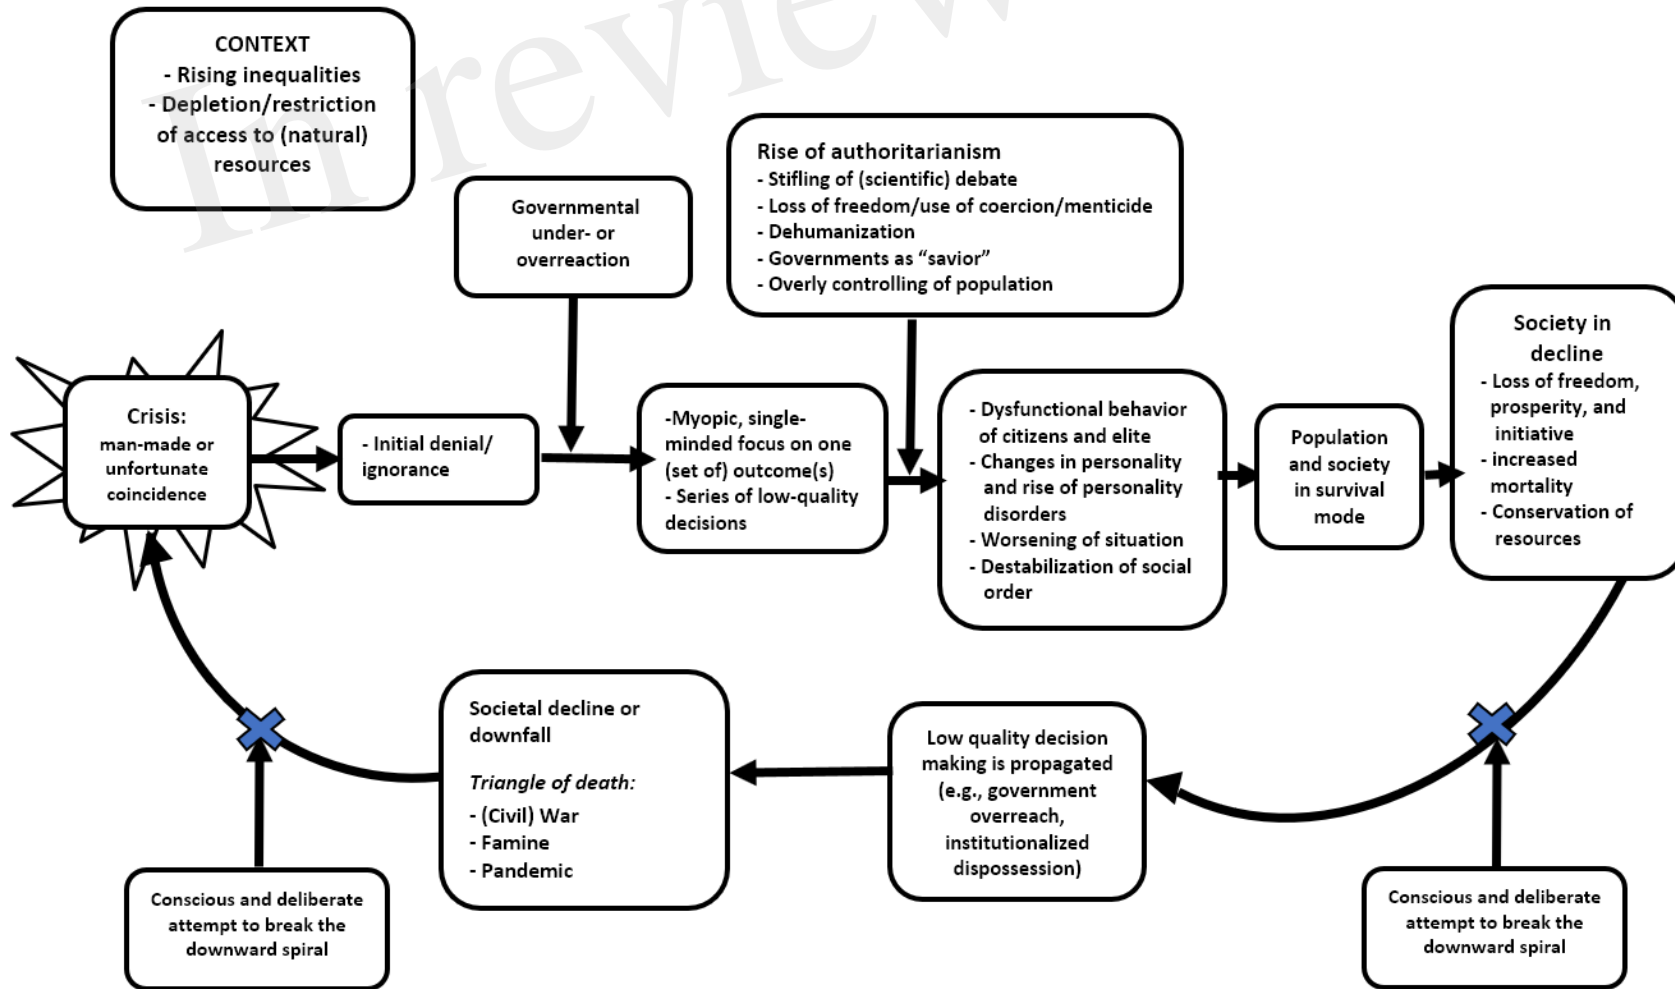 In review
CONTEXT
- Rising inequalities
- Depletion/restriction
of access to (natural)
resources
Governmental
under- or
overreaction
Rise of authoritarianism
- Stifling of (scientific) debate
- Loss of freedom/use of coercion/menticide
- Dehumanization
- Governments as “savior”
- Overly controlling of population
Crisis:
man-made or
unfortunate
coincidence
- Initial denial/
ignorance
-Myopic, single-
minded focus on one
(set of) outcome(s)
- Series of low-quality
decisions
- Dysfunctional behavior
of citizens and elite
- Changes in personality
and rise of personality
disorders
- Worsening of situation
- Destabilization of social
order
Population
and society
in survival
mode
Society in
decline
- Loss of freedom,
prosperity, and
initiative
- increased
mortality
- Conservation of
resources
Societal decline or
downfall
Triangle of death:
- (Civil) War
- Famine
- Pandemic
Low quality decision
making is propagated
(e.g., government
overreach,
institutionalized
dispossession)
Conscious and deliberate
attempt to break the
downward spiral
Conscious and deliberate
attempt to break the
downward spiral